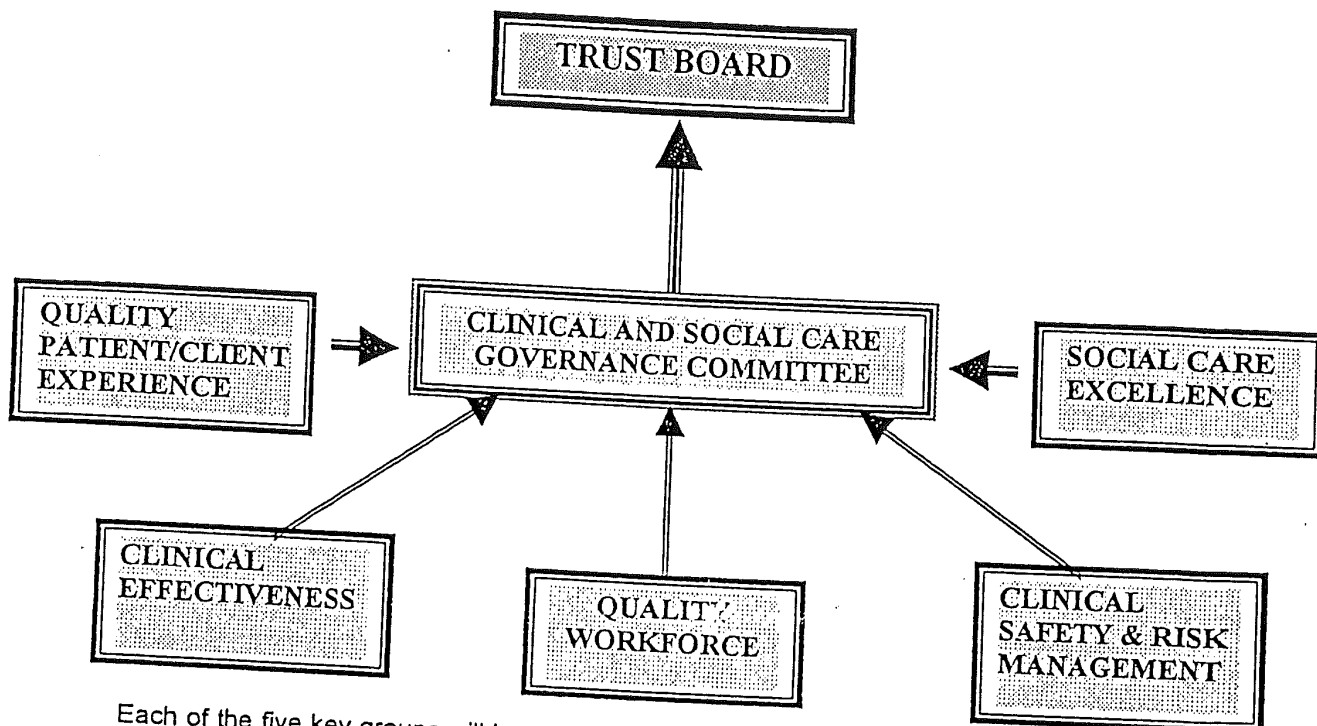 TRUST BOARD
QUALITY
PATIENT/CLIENT
EXPERIENCE
CLINICAL AND SOCIAL CARE
GOVERNANCE COMMITTEE
SOCIAL CARE
EXCELLENCE
CLINICAL
EFFECTIVENESS
QUALITY
WORKFORCE
CLINICAL
SAFETY & RISK
MANAGEMENT
Each of the five key groups will